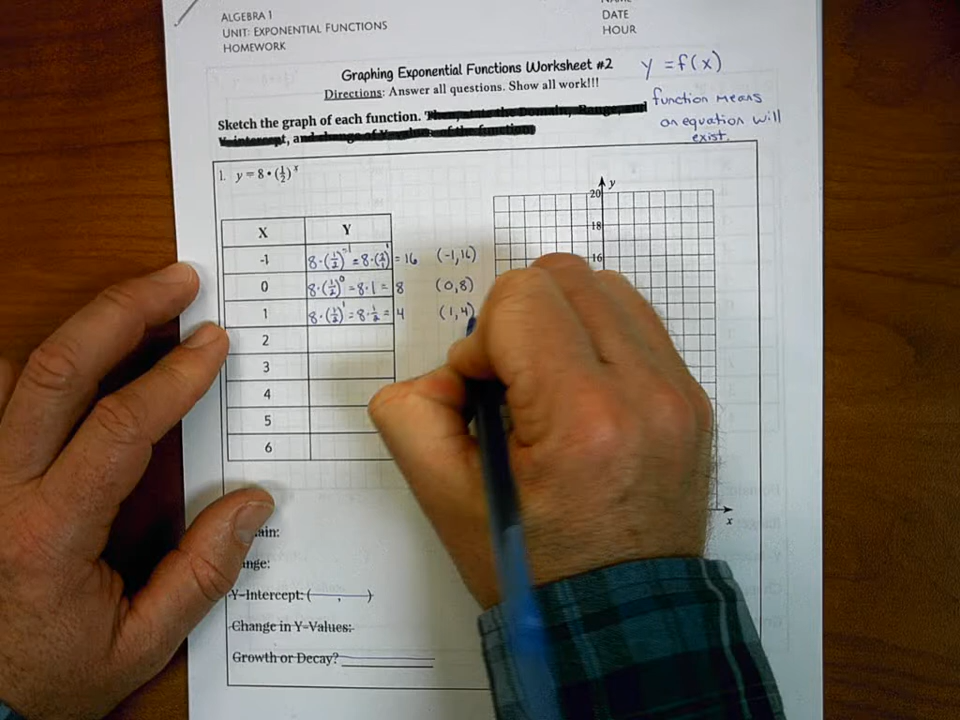 ALGEBRA 1
UNIT: EXPONENTIAL FUNCTIONS
HOMEWORK
DATE
HOUR
Graphing Exponential Functions Worksheet #2
Directions: Answer all questions. Show all work!!!
y = f(x)
function means
an equation will
exist.
Sketch the graph of each function.
1. y = 8 • (1/2)^x
X Y
-1 8·(1/2)^-1 = 8·(2/1)^1 = 16 (-1,16)
0 8·(1/2)^0 = 8·1 = 8 (0,8)
1 8·(1/2)^1 = 8·1/2 = 4 (1,4)
2
3
4
5
6
y
20
18
16
x
Y-Intercept: ( , )
Change in Y-Values:
Growth or Decay?